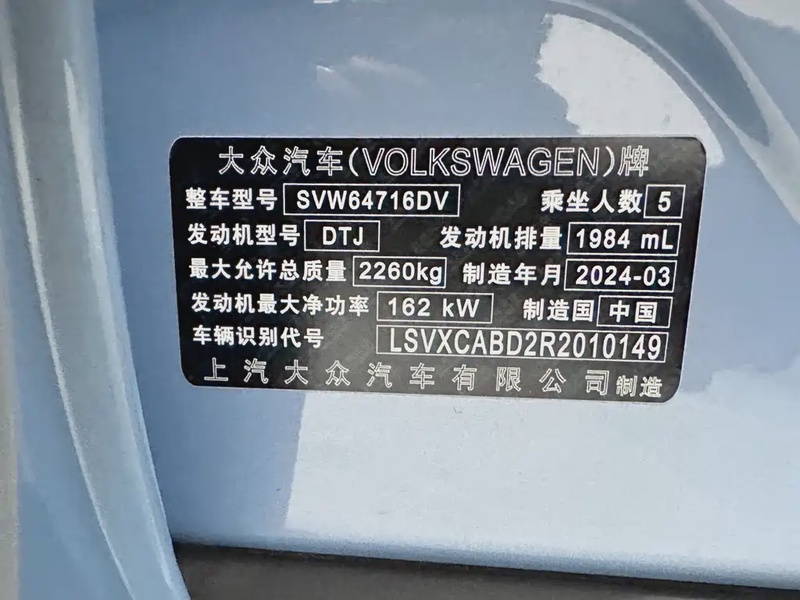 大众汽车(VOLKSWAGEN)牌
整车型号 SVW64716DV 乘坐人数 5
发动机型号 DTJ 发动机排量 1984 mL
最大允许总质量 2260kg 制造年月 2024-03
发动机最大净功率 162 kW 制造国 中国
车辆识别代号 LSVXCABD2R2010149
上汽大众汽车有限公司制造